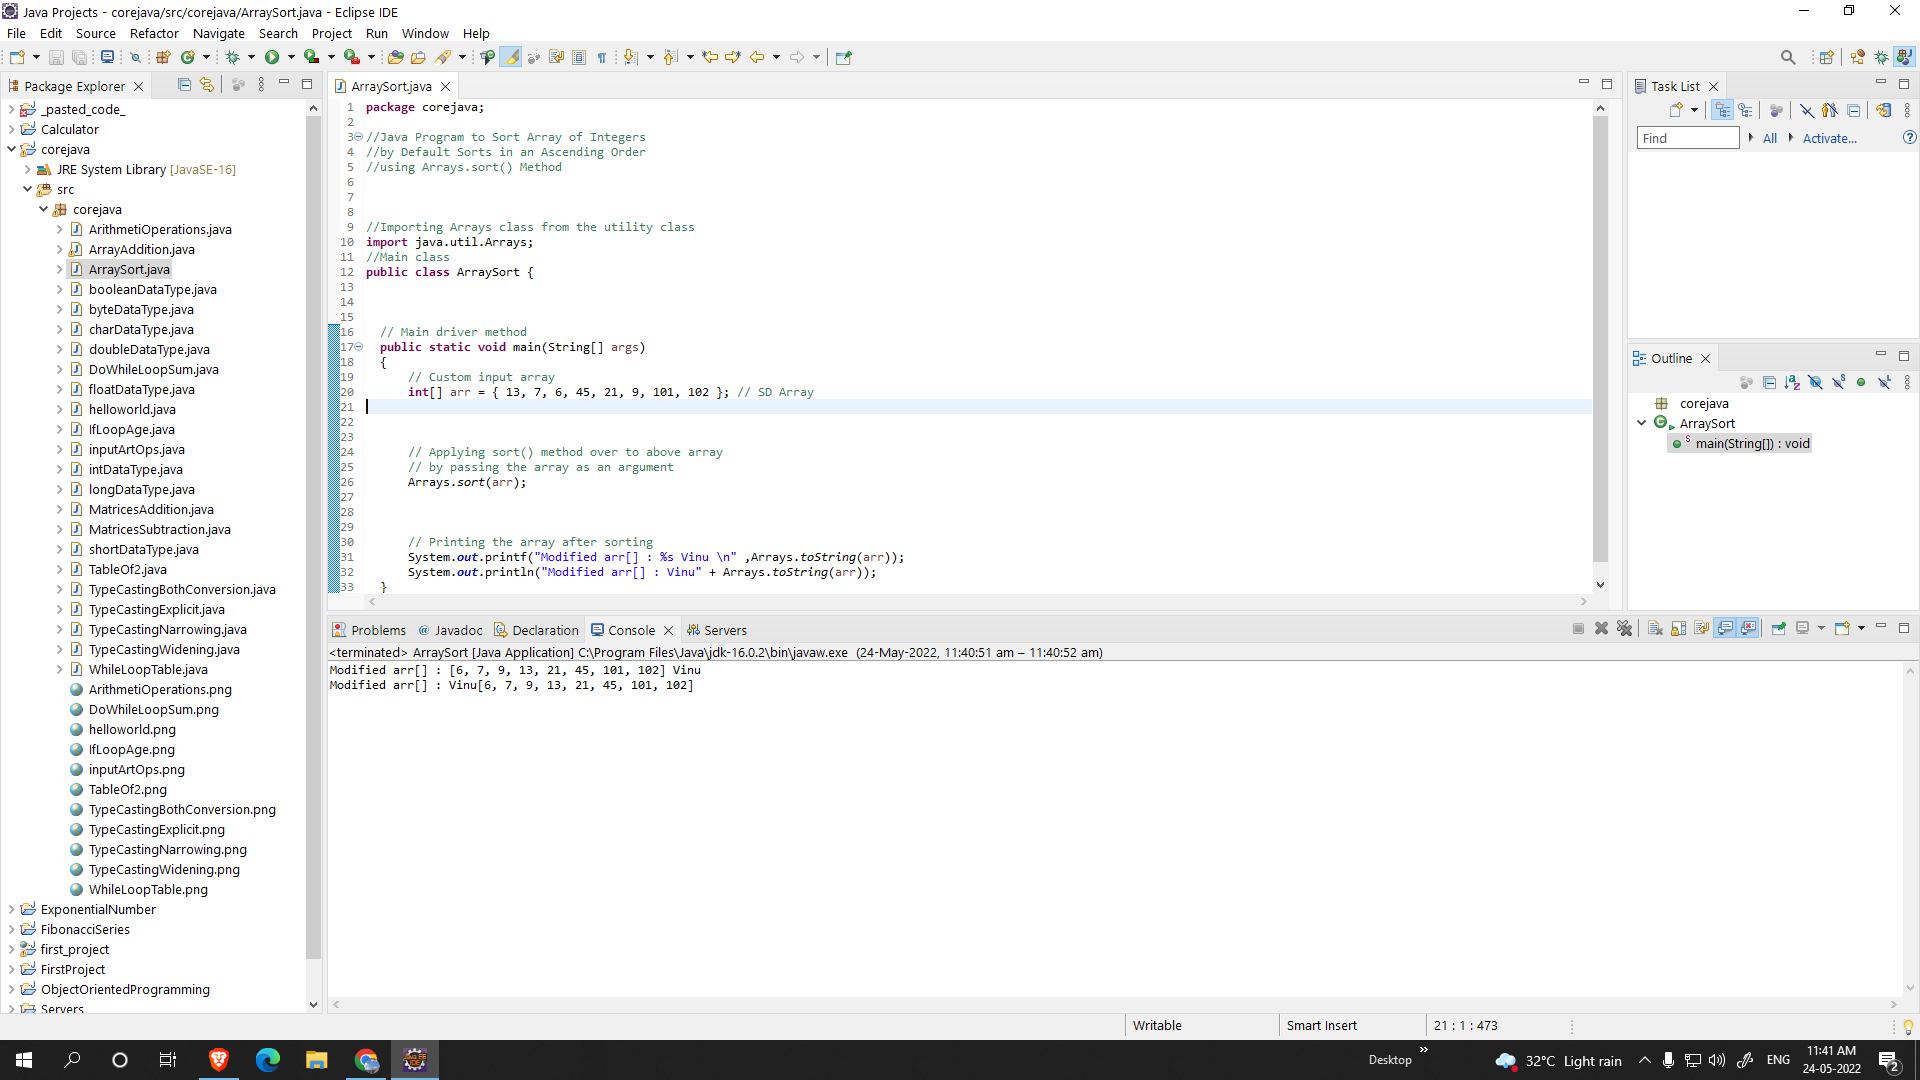 Java Projects - corejava/src/corejava/ArraySort.java - Eclipse IDE
File Edit Source Refactor Navigate Search Project Run Window Help
Package Explorer
_pasted_code_
Calculator
corejava
JRE System Library [JavaSE-16]
src
corejava
ArithmetiOperations.java
ArrayAddition.java
ArraySort.java
booleanDataType.java
byteDataType.java
charDataType.java
doubleDataType.java
DoWhileLoopSum.java
floatDataType.java
helloworld.java
IfLoopAge.java
inputArtOps.java
intDataType.java
longDataType.java
MatricesAddition.java
MatricesSubtraction.java
shortDataType.java
TableOf2.java
TypeCastingBothConversion.java
TypeCastingExplicit.java
TypeCastingNarrowing.java
TypeCastingWidening.java
WhileLoopTable.java
ArithmetiOperations.png
DoWhileLoopSum.png
helloworld.png
IfLoopAge.png
inputArtOps.png
TableOf2.png
TypeCastingBothConversion.png
TypeCastingExplicit.png
TypeCastingNarrowing.png
TypeCastingWidening.png
WhileLoopTable.png
ExponentialNumber
FibonacciSeries
first_project
FirstProject
ObjectOrientedProgramming
Servers
ArraySort.java
1 package corejava;
2
3 //Java Program to Sort Array of Integers
4 //by Default Sorts in an Ascending Order
5 //using Arrays.sort() Method
6
7
8
9 //Importing Arrays class from the utility class
10 import java.util.Arrays;
11 //Main class
12 public class ArraySort {
13
14
15
16 // Main driver method
17 public static void main(String[] args)
18 {
19 // Custom input array
20 int[] arr = { 13, 7, 6, 45, 21, 9, 101, 102 }; // SD Array
21
22
23
24 // Applying sort() method over to above array
25 // by passing the array as an argument
26 Arrays.sort(arr);
27
28
29
30 // Printing the array after sorting
31 System.out.printf("Modified arr[] : %s Vinu \n" ,Arrays.toString(arr));
32 System.out.println("Modified arr[] : Vinu" + Arrays.toString(arr));
33 }
Problems Javadoc Declaration Console Servers
<terminated> ArraySort [Java Application] C:\Program Files\Java\jdk-16.0.2\bin\javaw.exe (24-May-2022, 11:40:51 am – 11:40:52 am)
Modified arr[] : [6, 7, 9, 13, 21, 45, 101, 102] Vinu
Modified arr[] : Vinu[6, 7, 9, 13, 21, 45, 101, 102]
Task List
Find All Activate...
Outline
corejava
ArraySort
main(String[]) : void
Writable Smart Insert 21 : 1 : 473
Desktop » 32°C Light rain ENG 11:41 AM
24-05-2022
2